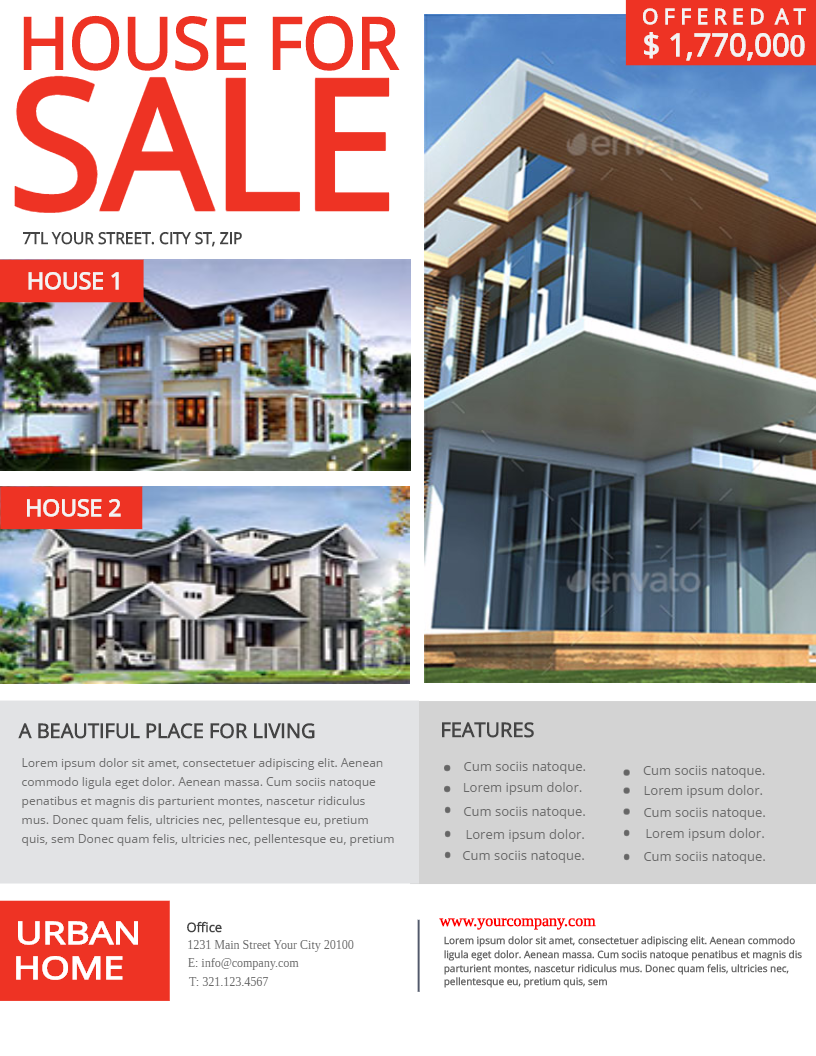 HOUSE FOR
SALE
7TL YOUR STREET. CITY ST, ZIP
OFFERED AT
$ 1,770,000
envato
HOUSE 1
HOUSE 2
envato
A BEAUTIFUL PLACE FOR LIVING
Lorem ipsum dolor sit amet, consectetuer adipiscing elit. Aenean
commodo ligula eget dolor. Aenean massa. Cum sociis natoque
penatibus et magnis dis parturient montes, nascetur ridiculus
mus. Donec quam felis, ultricies nec, pellentesque eu, pretium
quis, sem Donec quam felis, ultricies nec, pellentesque eu, pretium
FEATURES
Cum sociis natoque.
Lorem ipsum dolor.
Cum sociis natoque.
Lorem ipsum dolor.
Cum sociis natoque.
Cum sociis natoque.
Lorem ipsum dolor.
Cum sociis natoque.
Lorem ipsum dolor.
Cum sociis natoque.
URBAN
HOME
Office
1231 Main Street Your City 20100
E: info@company.com
T: 321.123.4567
www.yourcompany.com
Lorem ipsum dolor sit amet, consectetuer adipiscing elit. Aenean commodo
ligula eget dolor. Aenean massa. Cum sociis natoque penatibus et magnis dis
parturient montes, nascetur ridiculus mus. Donec quam felis, ultricies nec,
pellentesque eu, pretium quis, sem